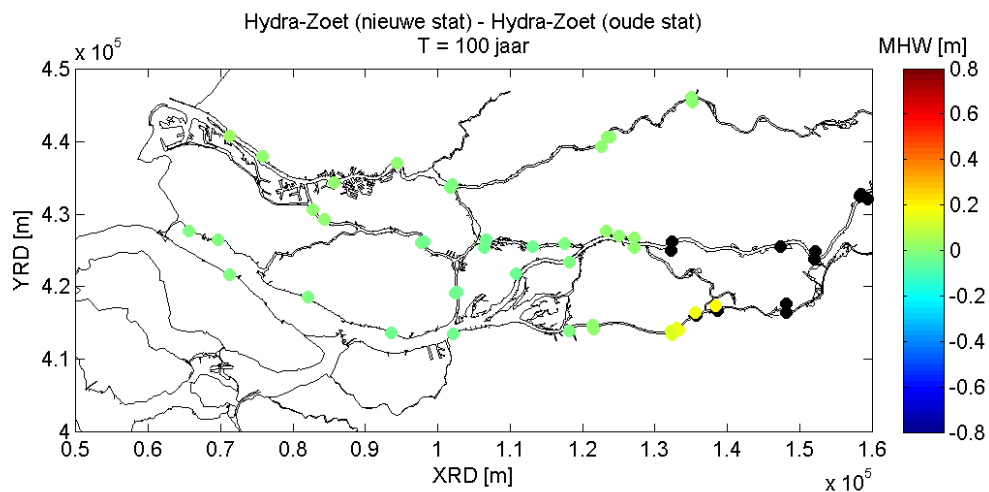 Hydra-Zoet (nieuwe stat) - Hydra-Zoet (oude stat)
T = 100 jaar
x 10^5
MHW [m]
4.5
4.4
4.3
4.2
4.1
4
YRD [m]
0.5 0.6 0.7 0.8 0.9 1 1.1 1.2 1.3 1.4 1.5 1.6
XRD [m]
x 10^5
0.8
0.6
0.4
0.2
0
-0.2
-0.4
-0.6
-0.8